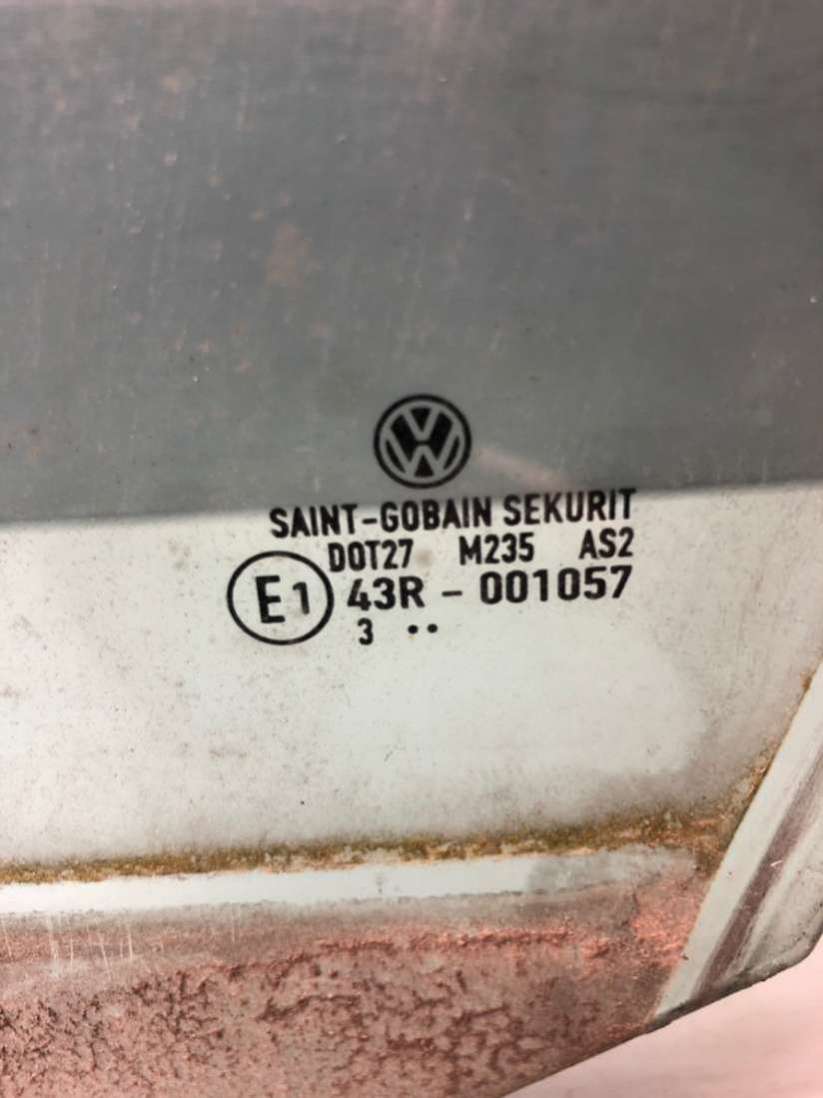 SAINT-GOBAIN SEKURIT
DOT27 M235 AS2
E1 43R - 001057
3 ••